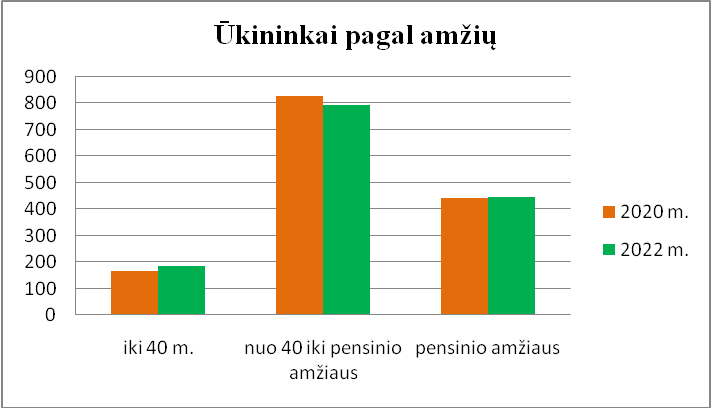 Ūkininkai pagal amžių
900
800
700
600
500
400
300
200
100
0
iki 40 m.
nuo 40 iki pensinio
amžiaus
pensinio amžiaus
2020 m.
2022 m.